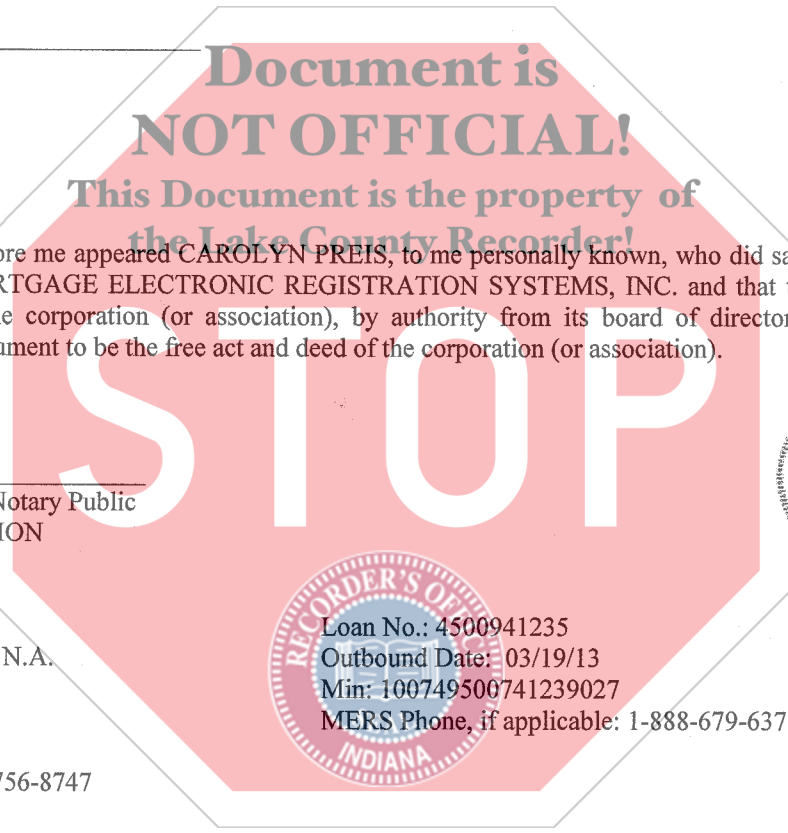 Document is
NOT OFFICIAL!
This Document is the property of
the Lake County Recorder!
ore me appeared CAROLYN PREIS, to me personally known, who did sa
RTGAGE ELECTRONIC REGISTRATION SYSTEMS, INC. and that t
e corporation (or association), by authority from its board of director
ument to be the free act and deed of the corporation (or association).
STOP
Notary Public
ION
RECORDER'S OFFICE
INDIANA
Loan No.: 4500941235
N.A.
Outbound Date: 03/19/13
Min: 100749500741239027
MERS Phone, if applicable: 1-888-679-637
756-8747